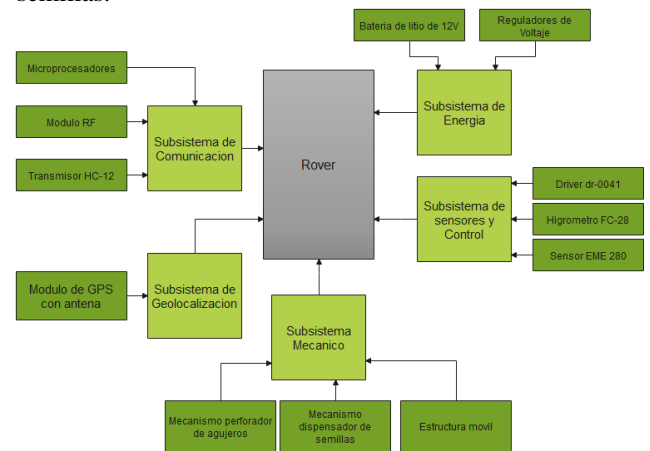 semillas.
Bateria de litio de 12V
Reguladores de
Voltaje
Microprocesadores
Modulo RF
Transmisor HC-12
Subsistema de
Comunicacion
Rover
Subsistema de
Energia
Subsistema de
sensores y
Control
Driver dr-0041
Higrometro FC-28
Sensor EME 280
Modulo de GPS
con antena
Subsistema de
Geolocalizacion
Subsistema
Mecanico
Mecanismo perforador
de agujeros
Mecanismo
dispensador de
semillas
Estructura movil